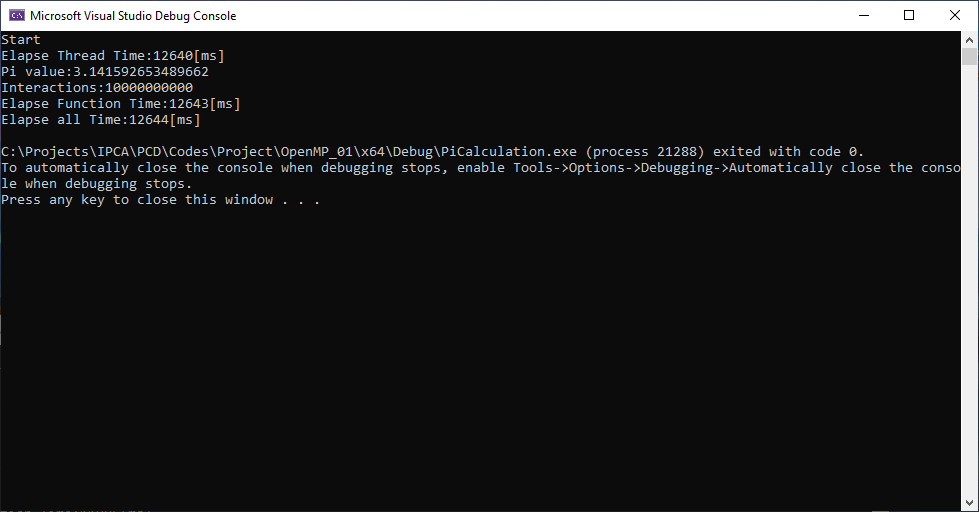 Microsoft Visual Studio Debug Console
Start
Elapse Thread Time:12640[ms]
Pi value:3.141592653489662
Interactions:10000000000
Elapse Function Time:12643[ms]
Elapse all Time:12644[ms]
C:\Projects\IPCA\PCD\Codes\Project\OpenMP_01\x64\Debug\PiCalculation.exe (process 21288) exited with code 0.
To automatically close the console when debugging stops, enable Tools->Options->Debugging->Automatically close the conso
le when debugging stops.
Press any key to close this window . . .